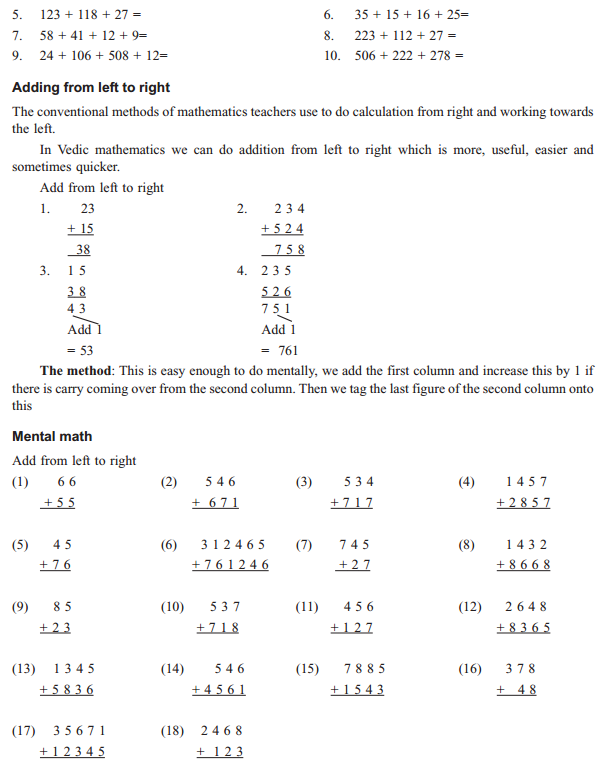 5. 123 + 118 + 27 = 6. 35 + 15 + 16 + 25=
7. 58 + 41 + 12 + 9= 8. 223 + 112 + 27 =
9. 24 + 106 + 508 + 12= 10. 506 + 222 + 278 =
Adding from left to right
The conventional methods of mathematics teachers use to do calculation from right and working towards
the left.
In Vedic mathematics we can do addition from left to right which is more, useful, easier and
sometimes quicker.
Add from left to right
1. 23 2. 2 3 4
+ 15 + 5 2 4
38 7 5 8
3. 1 5 4. 2 3 5
3 8 5 2 6
4 3 7 5 1
Add 1 Add 1
= 53 = 761
The method: This is easy enough to do mentally, we add the first column and increase this by 1 if
there is carry coming over from the second column. Then we tag the last figure of the second column onto
this
Mental math
Add from left to right
(1) 6 6 (2) 5 4 6 (3) 5 3 4 (4) 1 4 5 7
+ 5 5 + 6 7 1 + 7 1 7 + 2 8 5 7
(5) 4 5 (6) 3 1 2 4 6 5 (7) 7 4 5 (8) 1 4 3 2
+ 7 6 + 7 6 1 2 4 6 + 2 7 + 8 6 6 8
(9) 8 5 (10) 5 3 7 (11) 4 5 6 (12) 2 6 4 8
+ 2 3 + 7 1 8 + 1 2 7 + 8 3 6 5
(13) 1 3 4 5 (14) 5 4 6 (15) 7 8 8 5 (16) 3 7 8
+ 5 8 3 6 + 4 5 6 1 + 1 5 4 3 + 4 8
(17) 3 5 6 7 1 (18) 2 4 6 8
+ 1 2 3 4 5 + 1 2 3